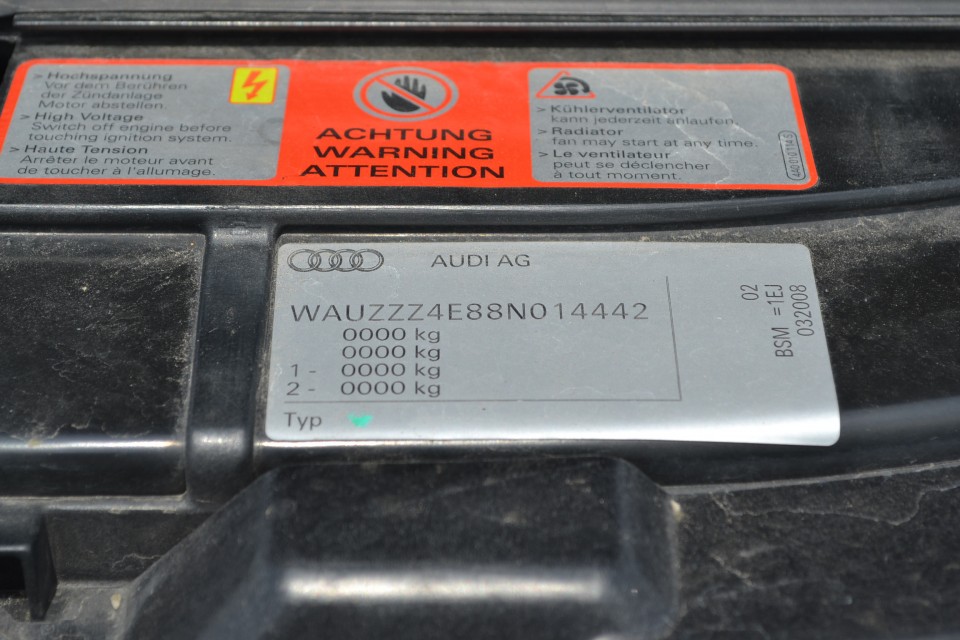 > Hochspannung
Vor dem Berühren
der Zündanlage
Motor abstellen.
> High Voltage
Switch off engine before
touching ignition system.
> Haute Tension
Arrêter le moteur avant
de toucher à l'allumage.
ACHTUNG
WARNING
ATTENTION
> Kühlerventilator
kann jederzeit anlaufen.
> Radiator
fan may start at any time.
> Le ventilateur
peut se déclencher
à tout moment.
AUDI AG
WAUZZZ4E88N014442
0000 kg
0000 kg
1 - 0000 kg
2 - 0000 kg
Typ
02
BSM =1EJ
032008